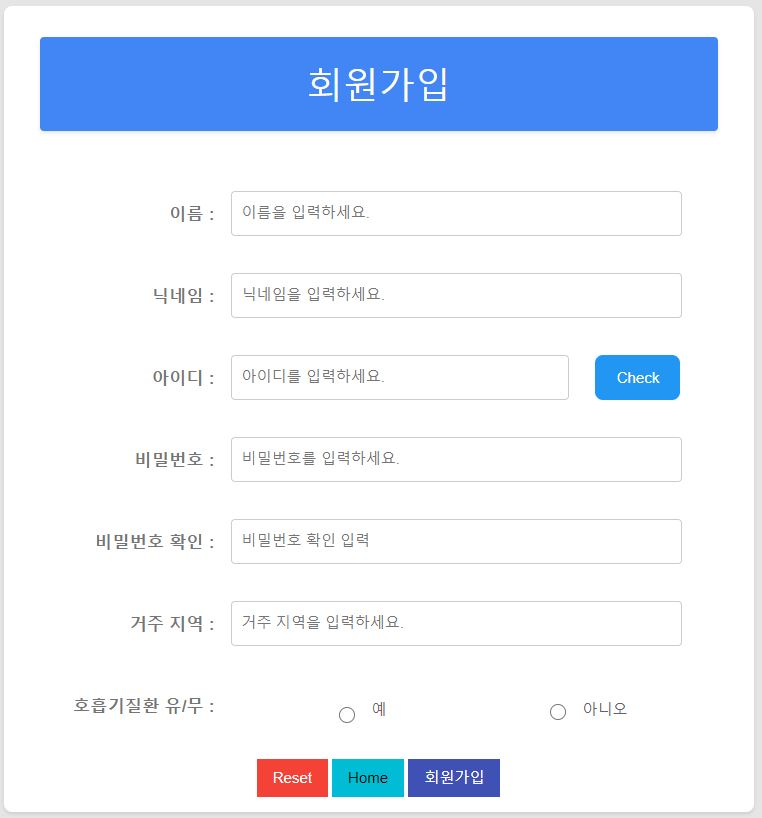 회원가입
이름 : 이름을 입력하세요.
닉네임 : 닉네임을 입력하세요.
아이디 : 아이디를 입력하세요. Check
비밀번호 : 비밀번호를 입력하세요.
비밀번호 확인 : 비밀번호 확인 입력
거주 지역 : 거주 지역을 입력하세요.
호흡기질환 유/무 : 예 아니오
Reset Home 회원가입